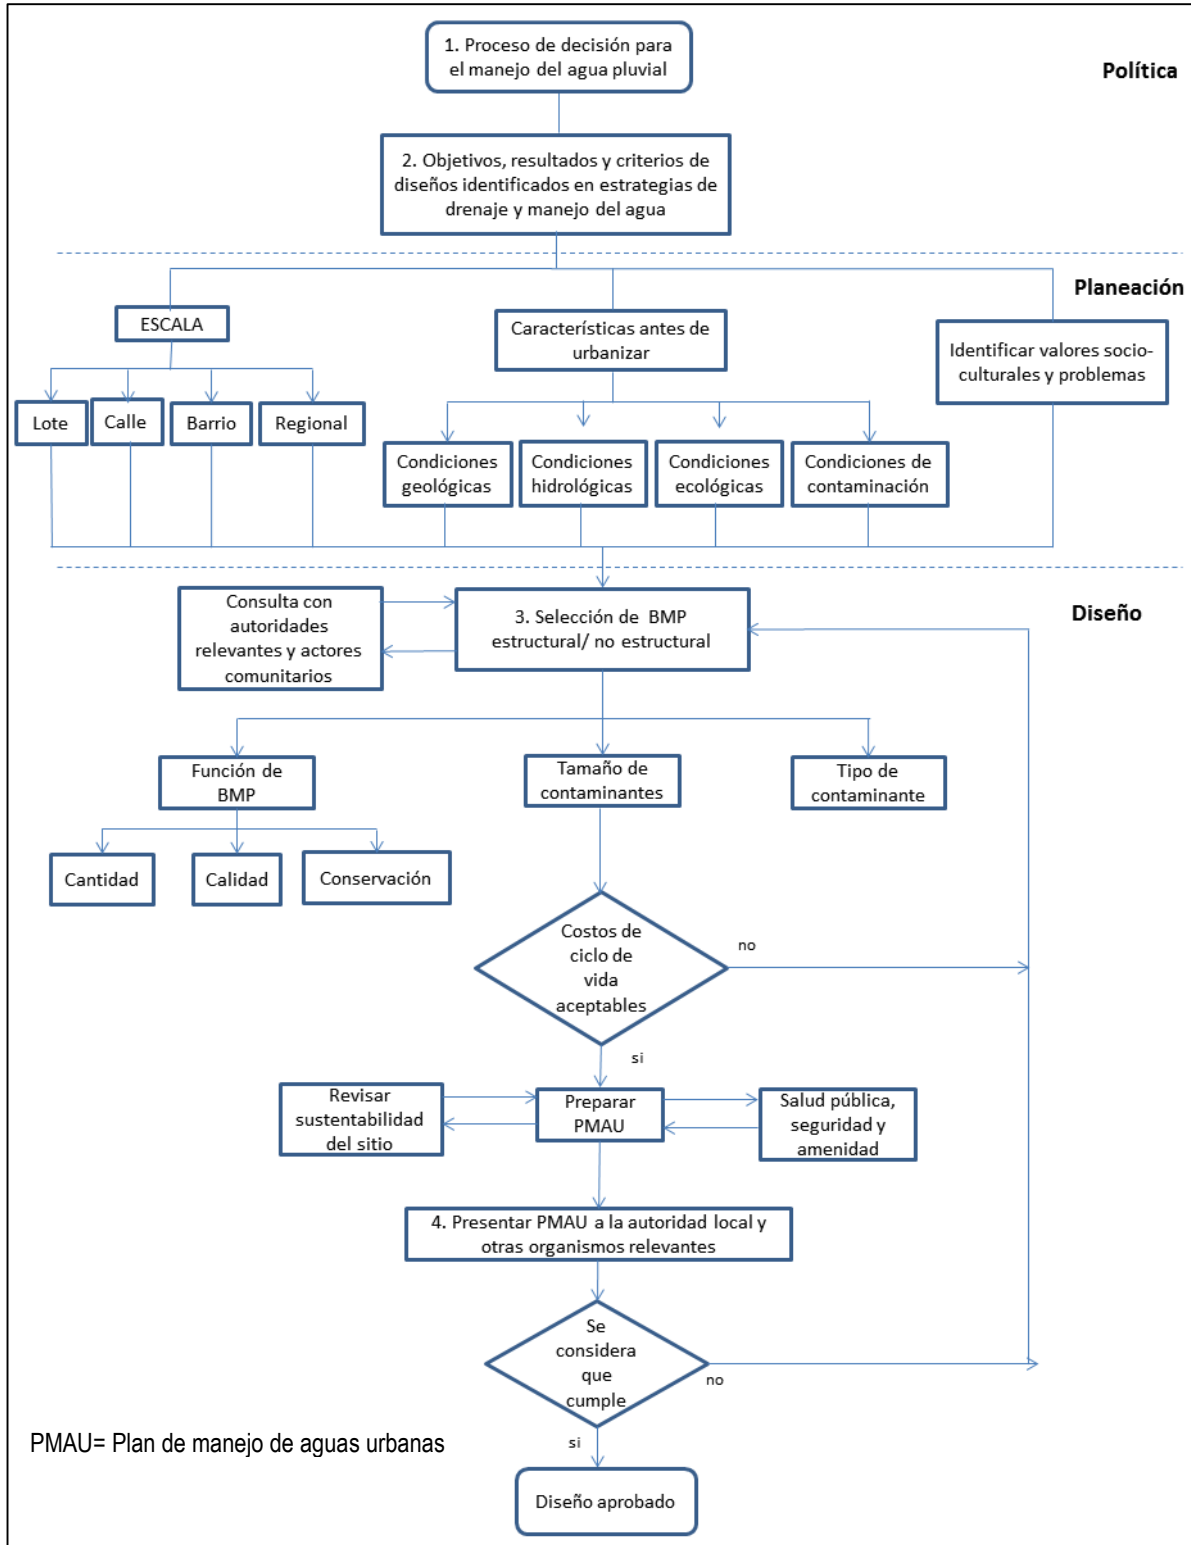 1. Proceso de decisión para
el manejo del agua pluvial
Política
2. Objetivos, resultados y criterios de
diseños identificados en estrategias de
drenaje y manejo del agua
Planeación
ESCALA
Características antes de
urbanizar
Identificar valores socio-
culturales y problemas
Lote
Calle
Barrio
Regional
Condiciones
geológicas
Condiciones
hidrológicas
Condiciones
ecológicas
Condiciones de
contaminación
Diseño
Consulta con
autoridades
relevantes y actores
comunitarios
3. Selección de BMP
estructural/ no estructural
Función de
BMP
Tamaño de
contaminantes
Tipo de
contaminante
Cantidad
Calidad
Conservación
Costos de
ciclo de
vida
aceptables
no
si
Revisar
sustentabilidad
del sitio
Preparar
PMAU
Salud pública,
seguridad y
amenidad
4. Presentar PMAU a la autoridad local y
otras organismos relevantes
Se
considera
que
cumple
no
si
PMAU= Plan de manejo de aguas urbanas
Diseño aprobado